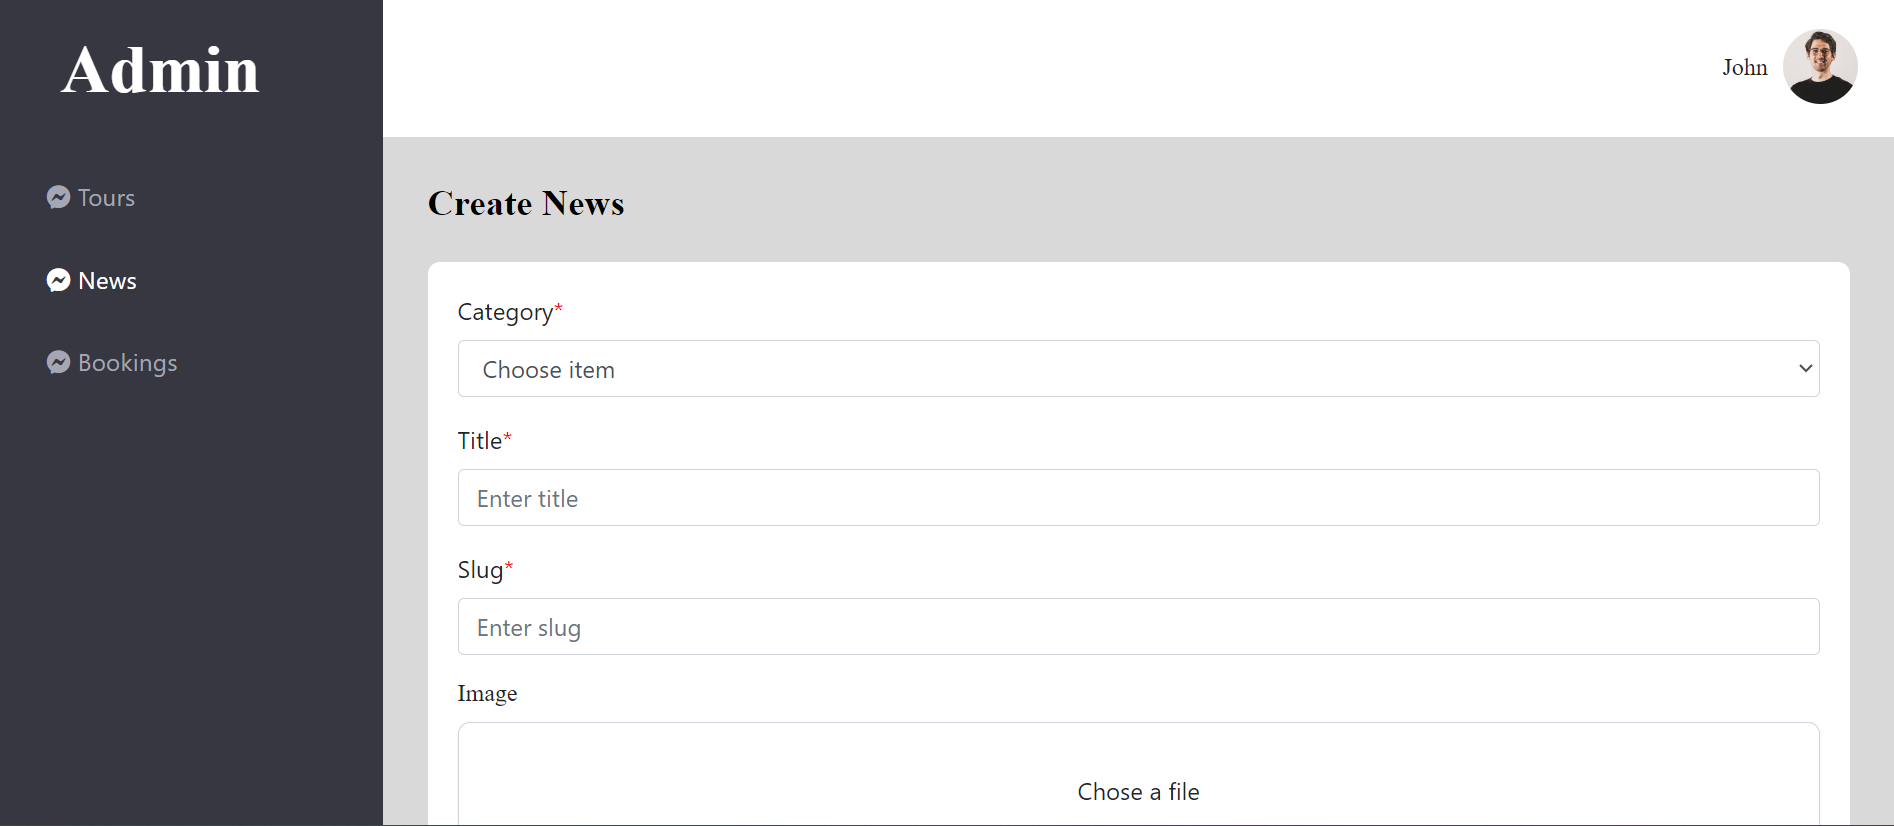 Admin
John
Tours
News
Bookings
Create News
Category*
Choose item
Title*
Enter title
Slug*
Enter slug
Image
Chose a file